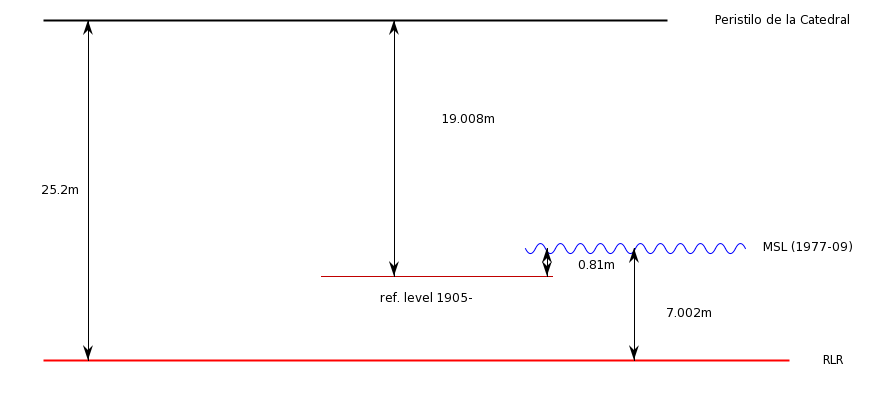 Peristilo de la Catedral
19.008m
25.2m
MSL (1977-09)
0.81m
ref. level 1905-
7.002m
RLR